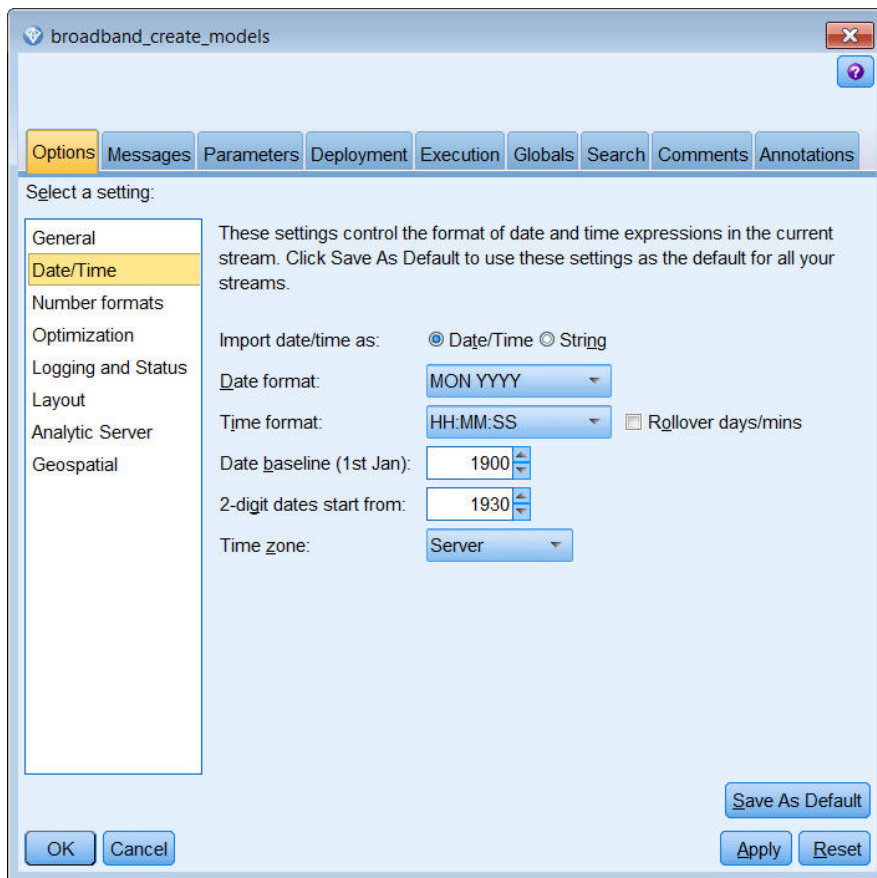 broadband_create_models
Options Messages Parameters Deployment Execution Globals Search Comments Annotations
Select a setting:
General
Date/Time
Number formats
Optimization
Logging and Status
Layout
Analytic Server
Geospatial
These settings control the format of date and time expressions in the current
stream. Click Save As Default to use these settings as the default for all your
streams.
Import date/time as: Date/Time String
Date format: MON YYYY
Time format: HH:MM:SS Rollover days/mins
Date baseline (1st Jan): 1900
2-digit dates start from: 1930
Time zone: Server
Save As Default
OK Cancel Apply Reset